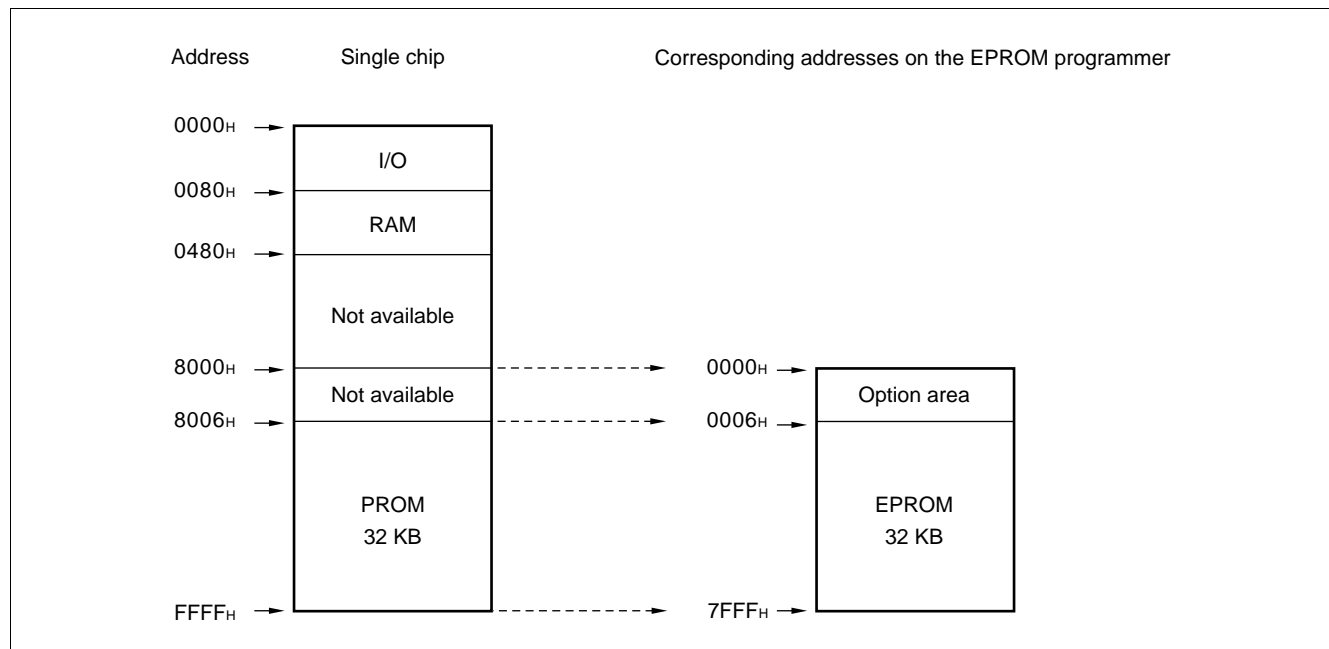 Address Single chip Corresponding addresses on the EPROM programmer
0000H
I/O
0080H
RAM
0480H
Not available
8000H 0000H
Not available Option area
8006H 0006H
PROM EPROM
32 KB 32 KB
FFFFH 7FFFH